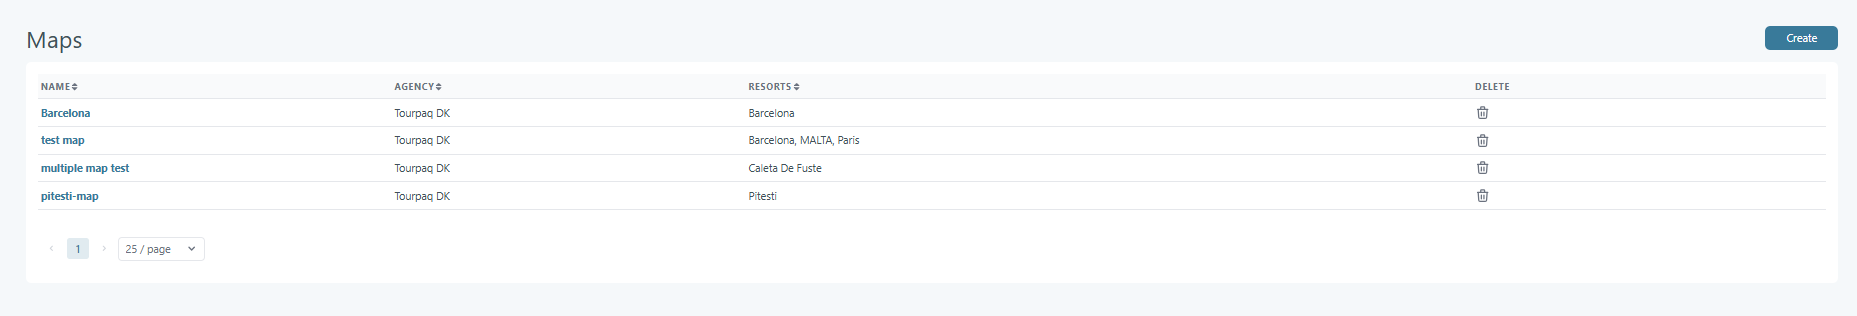 Maps
Create
NAME AGENCY RESORTS DELETE
Barcelona Tourpaq DK Barcelona
test map Tourpaq DK Barcelona, MALTA, Paris
multiple map test Tourpaq DK Caleta De Fuste
pitesti-map Tourpaq DK Pitesti
1 25 / page